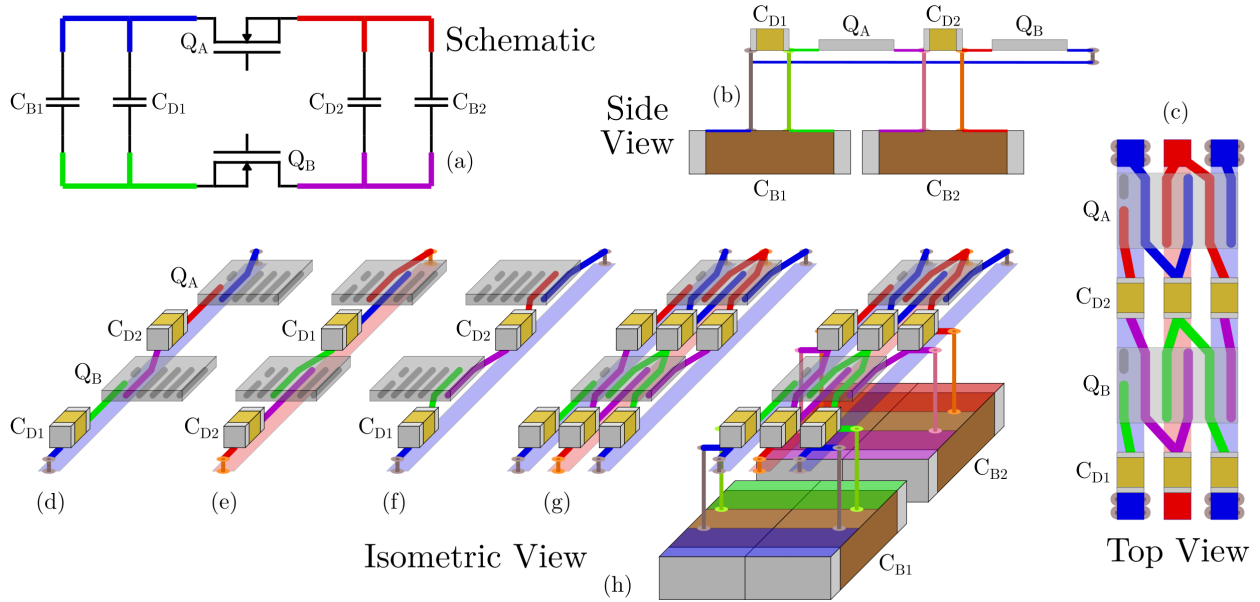 Schematic
Q_A
C_B1
C_D1
C_D2
C_B2
Q_B
(a)
C_D1
Q_A
C_D2
Q_B
(b)
Side
View
C_B1
C_B2
(c)
Q_A
C_D2
Q_B
C_D1
Top View
Q_A
C_D2
Q_B
C_D1
(d)
C_D1
C_D2
(e)
C_D2
C_D1
(f)
(g)
C_B2
C_B1
(h)
Isometric View